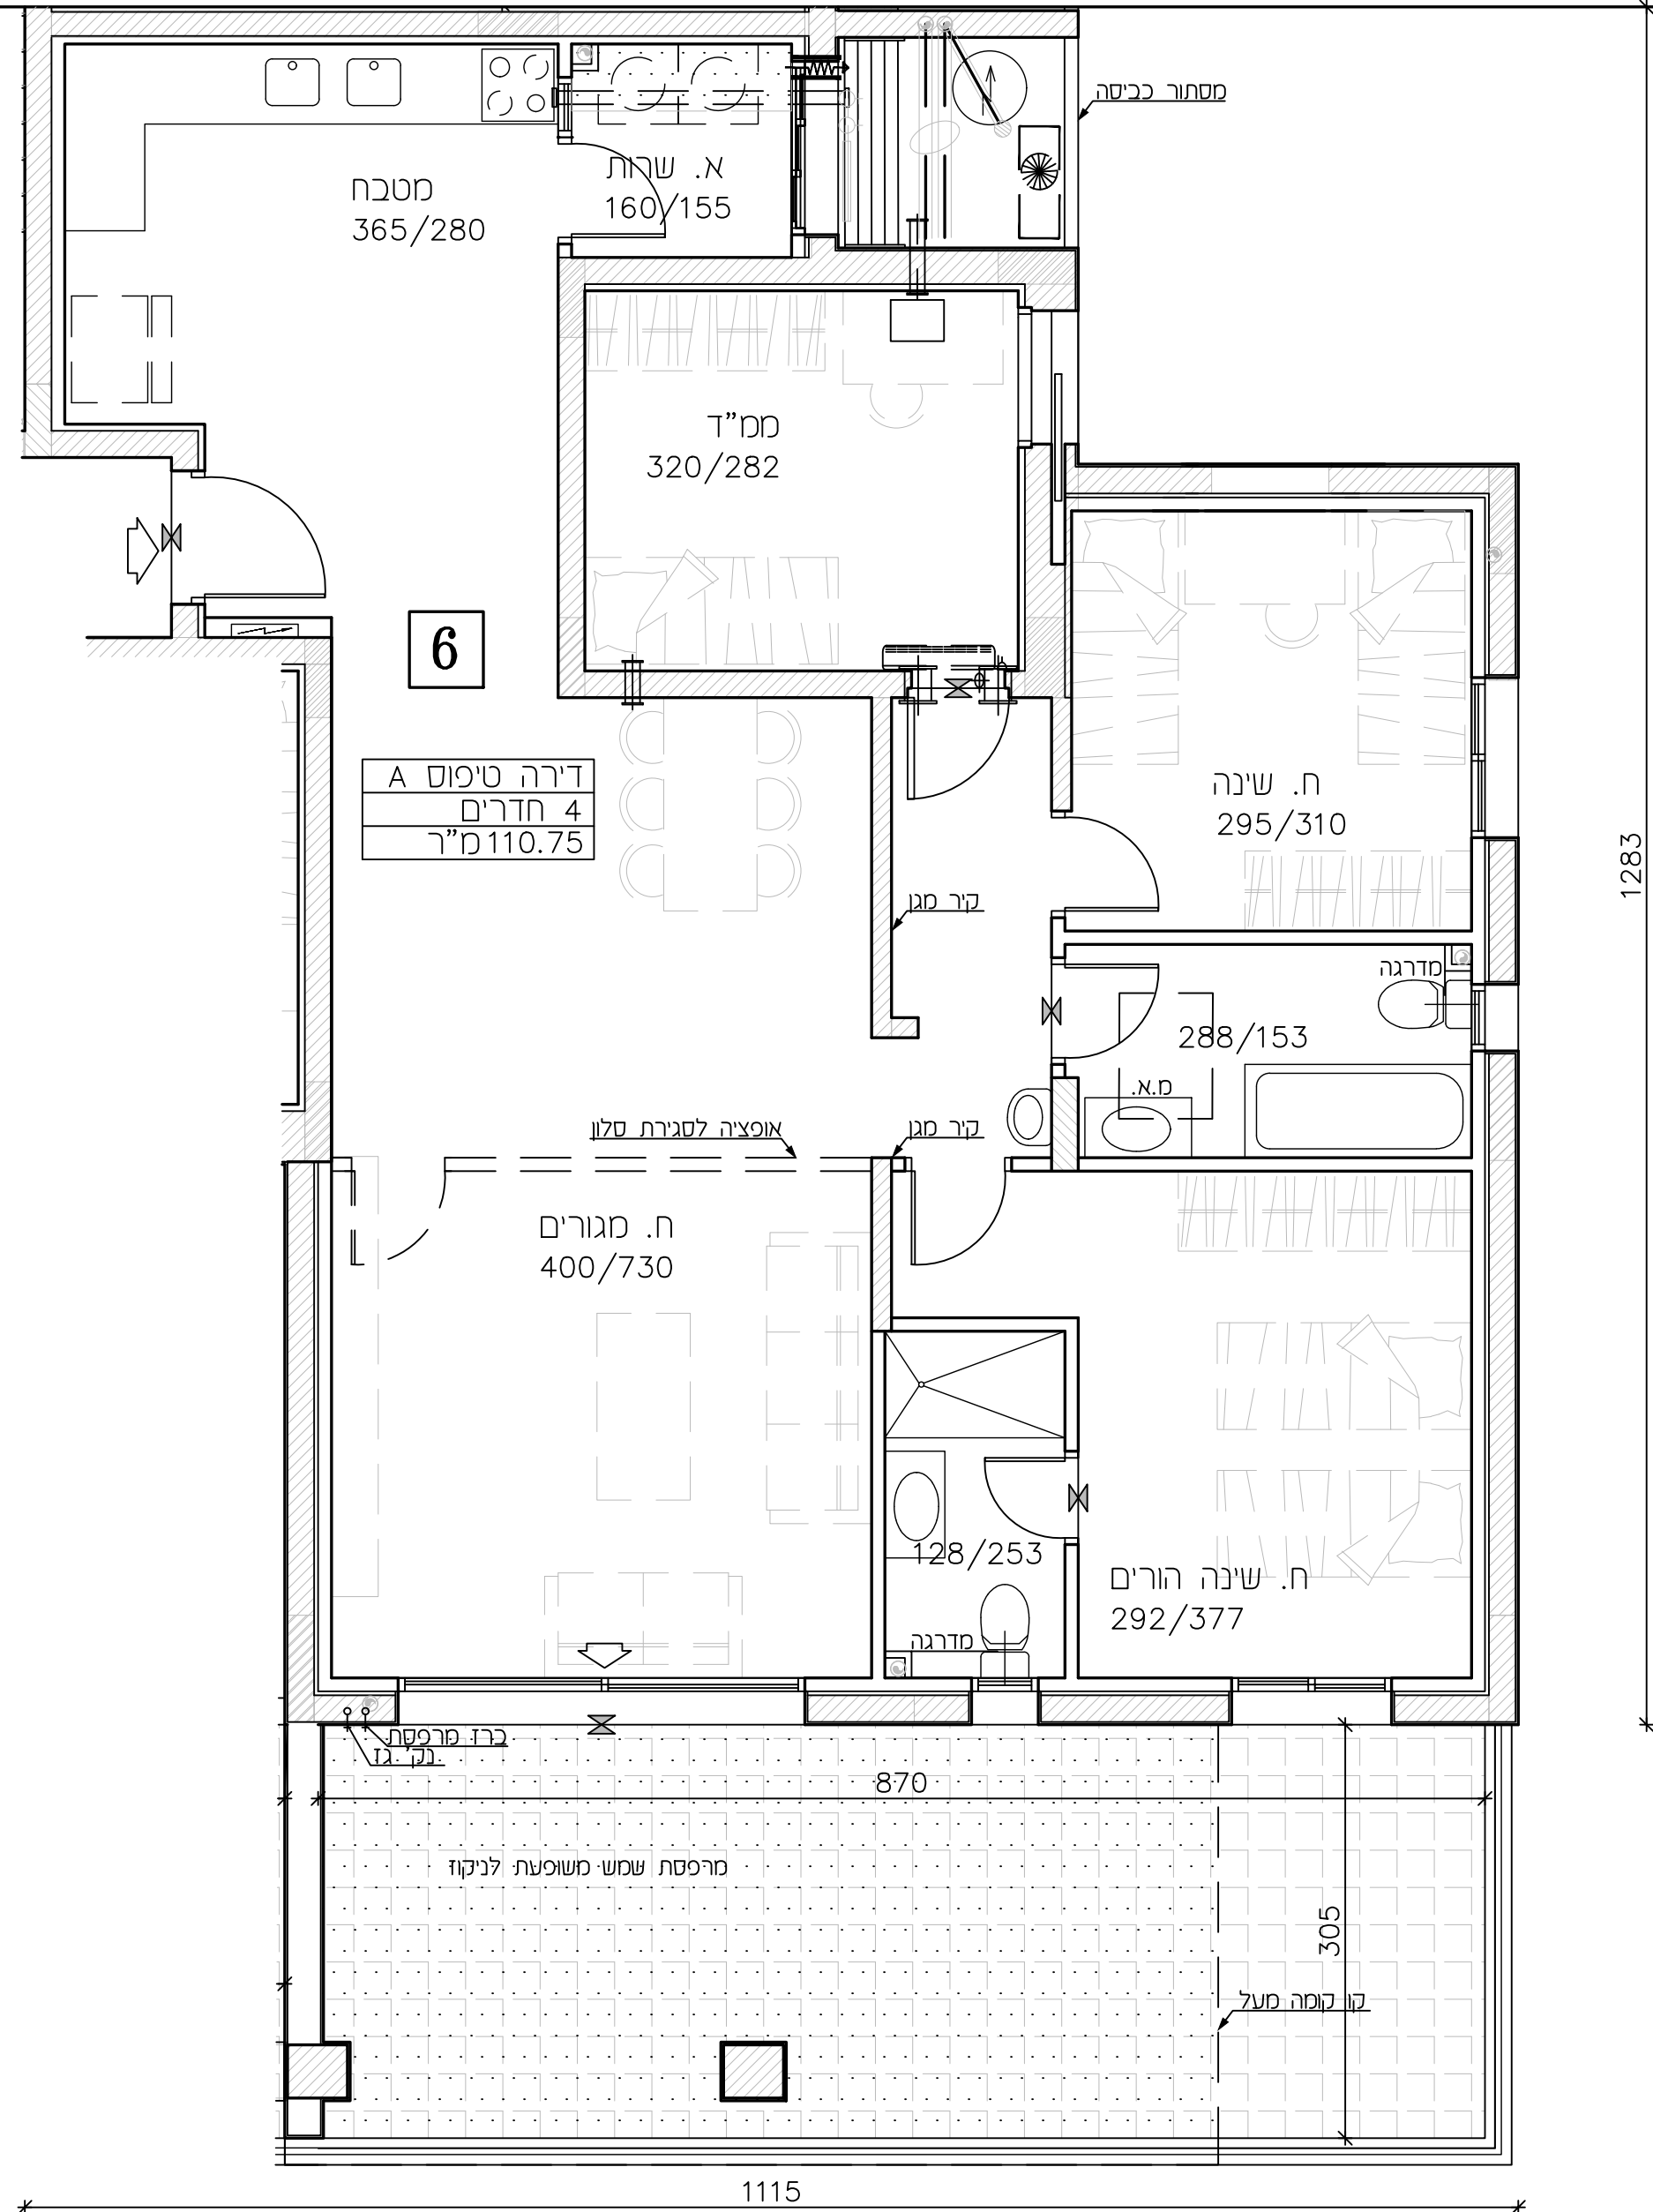 מסתור כביסה
א. שרות
160/155
מטבח
365/280
ממ"ד
320/282
6
דירה טיפוס A
4 חדרים
110.75 מ"ר
ח. שינה
295/310
1283
קיר מגן
מדרגה
288/153
מ.א.
אופציה לסגירת סלון
קיר מגן
ח. מגורים
400/730
128/253
ח. שינה הורים
292/377
מדרגה
ברז מרפסת
נק' גז
870
מרפסת שמש משופעת לניקוז
305
קו קומה מעל
1115